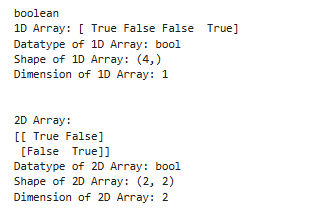 boolean
1D Array: [ True False False  True]
Datatype of 1D Array: bool
Shape of 1D Array: (4,)
Dimension of 1D Array: 1
2D Array:
[[ True False]
 [False  True]]
Datatype of 2D Array: bool
Shape of 2D Array: (2, 2)
Dimension of 2D Array: 2